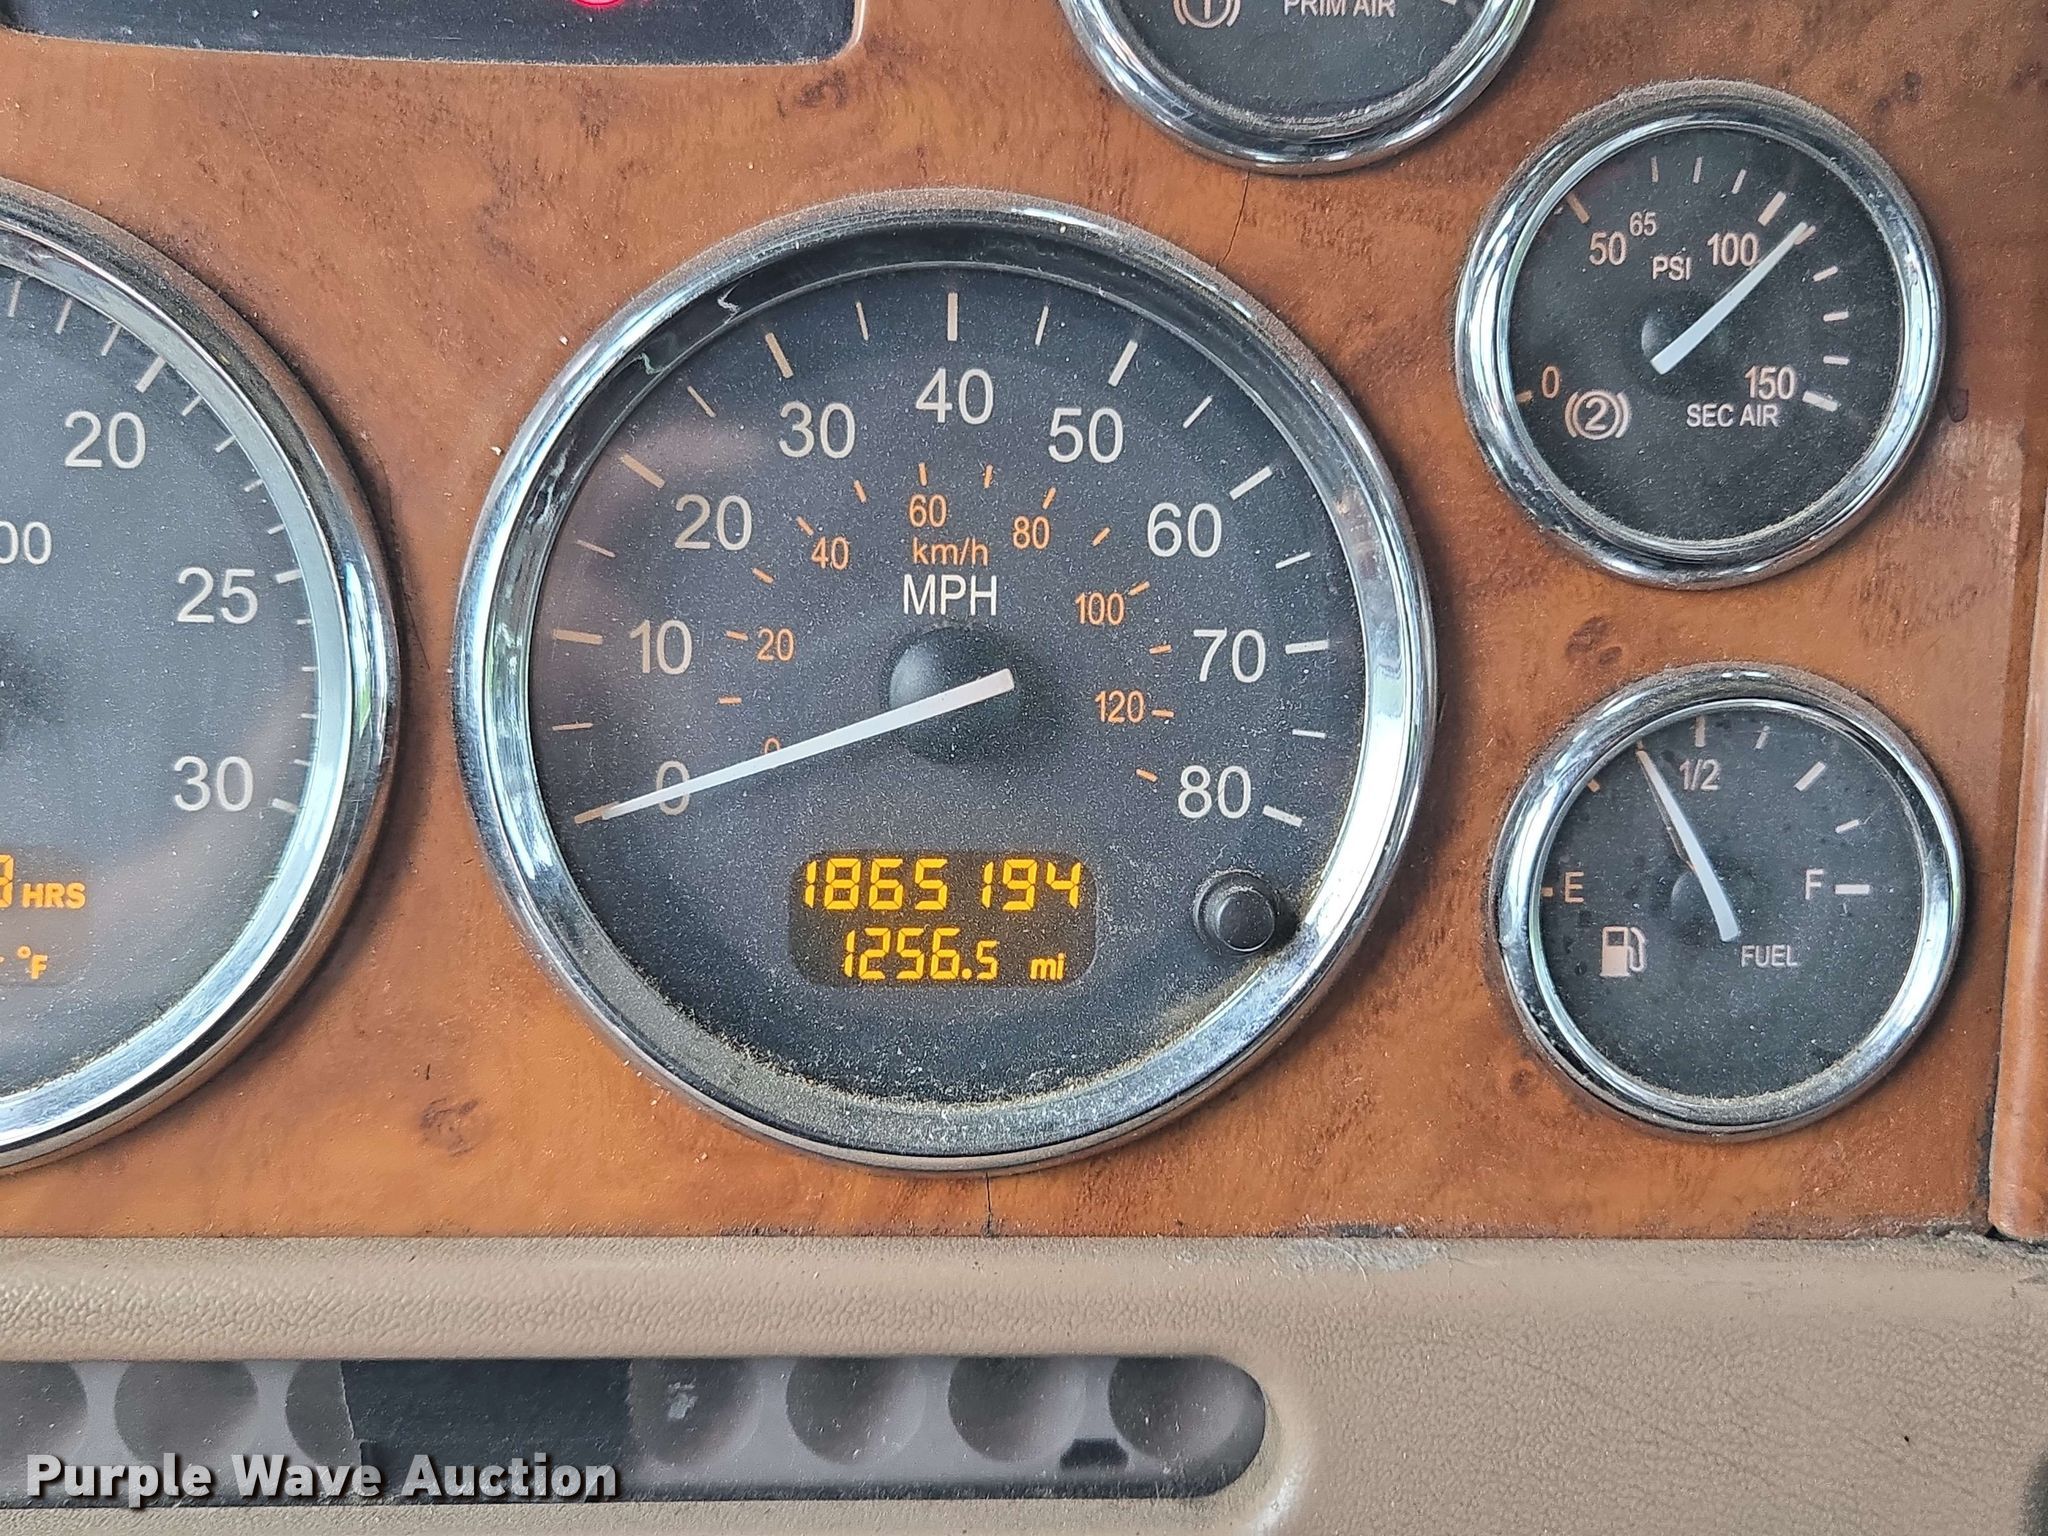 PRIM AIR
50 65 100
PSI
0 150
2 SEC AIR
20
25
30
HRS
°F
0 10 20 30 40 50 60 70 80
20 40 60 80 100 120
km/h
MPH
1865194
1256.5 mi
1/2
E F
FUEL
Purple Wave Auction